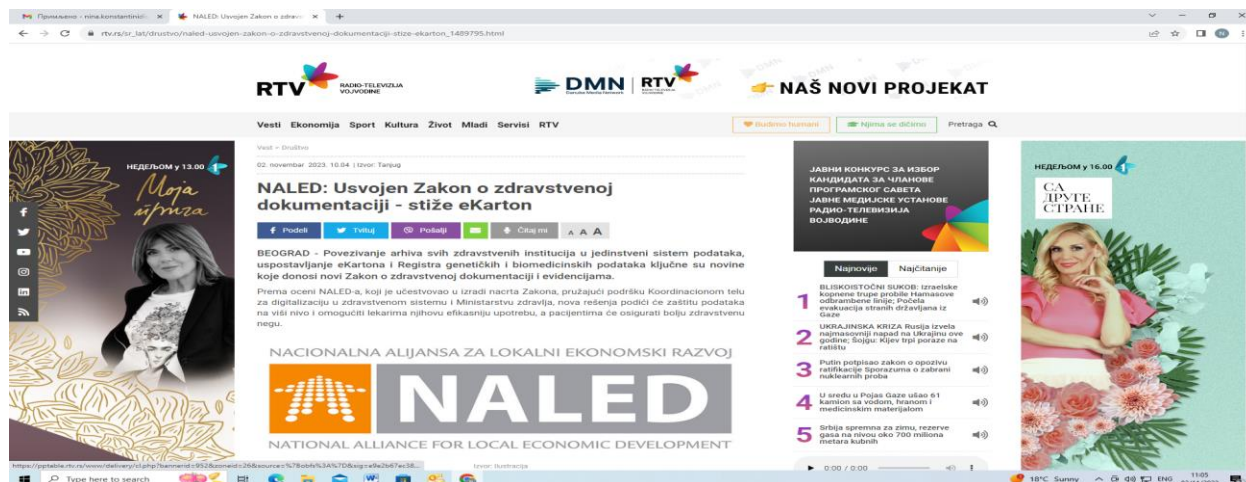 Примљено - nina.konstantinidi
NALED: Usvojen Zakon o zdravs
rtv.rs/sr_lat/drustvo/naled-usvojen-zakon-o-zdravstvenoj-dokumentaciji-stize-ekarton_1489795.html
RTV RADIO-TELEVIZIJA
VOJVODINE
DMN RTV
NAŠ NOVI PROJEKAT
Vesti Ekonomija Sport Kultura Život Mladi Servisi RTV
Budimo humani
Njima se dičimo
Pretraga
НЕДЕЉОМ у 13.00
Моја
прича
Vesti > Društvo
02. novembar 2023. 10:54 | Izvor: Tanjug
NALED: Usvojen Zakon o zdravstvenoj
dokumentaciji - stiže eKarton
Podeli Tvituj Pošalji Čitaj mi A A A
BEOGRAD - Povezivanje arhiva svih zdravstvenih institucija u jedinstveni sistem podataka,
uspostavljanje eKartona i Registra genetičkih i biomedicinskih podataka ključne su novine
koje donosi novi Zakon o zdravstvenoj dokumentaciji i evidencijama.
Prema oceni NALED-a, koji je učestvovao u izradi nacrta Zakona, pružajući podršku Koordinacionom telu
za digitalizaciju u zdravstvenom sistemu i Ministarstvu zdravlja, nova rešenja podići će zaštitu podataka
na viši nivo i omogućiti lekarima njihovu efikasniju upotrebu, a pacijentima će osigurati bolju zdravstvenu
negu.
NACIONALNA ALIJANSA ZA LOKALNI EKONOMSKI RAZVOJ
NALED
NATIONAL ALLIANCE FOR LOCAL ECONOMIC DEVELOPMENT
Izvor: Ilustracija
ЈАВНИ КОНКУРС ЗА ИЗБОР
КАНДИДАТА ЗА ЧЛАНОВЕ
ПРОГРАМСКОГ САВЕТА
ЈАВНЕ МЕДИЈСКЕ УСТАНОВЕ
РАДИО-ТЕЛЕВИЗИЈА
ВОЈВОДИНЕ
Najnovije Najčitanije
1 BLISKOISTOČNI SUKOB: Izraelske
kopnene trupe probile Hamasove
odbrambene linije; Počela
evakuacija stranih državljana iz
Gaze
2 UKRAJINSKA KRIZA Rusija izvela
najmasovniji napad na Ukrajinu ove
godine; Šojgu: Kijev trpi poraze na
ratištu
3 Putin potpisao zakon o opozivu
ratifikacije Sporazuma o zabrani
nuklearnih proba
4 U sredu u Pojas Gaze ušao 61
kamion sa vodom, hranom i
medicinskim materijalom
5 Srbija spremna za zimu, rezerve
gasa na nivou oko 700 miliona
metara kubnih
0:00 / 0:00
НЕДЕЉОМ у 16.00
СА
ДРУГЕ
СТРАНЕ
Type here to search
18°C Sunny
ENG
11:05